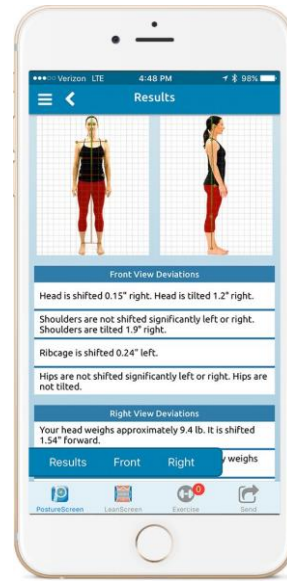 Verizon LTE 4:48 PM 98%
Results
Front View Deviations
Head is shifted 0.15" right. Head is tilted 1.2° right.
Shoulders are not shifted significantly left or right.
Shoulders are tilted 1.9° right.
Ribcage is shifted 0.24" left.
Hips are not shifted significantly left or right. Hips are
not tilted.
Right View Deviations
Your head weighs approximately 9.4 lb. It is shifted
1.54" forward.
y weighs
Results Front Right
0
PostureScreen LeanScreen Exercise Send